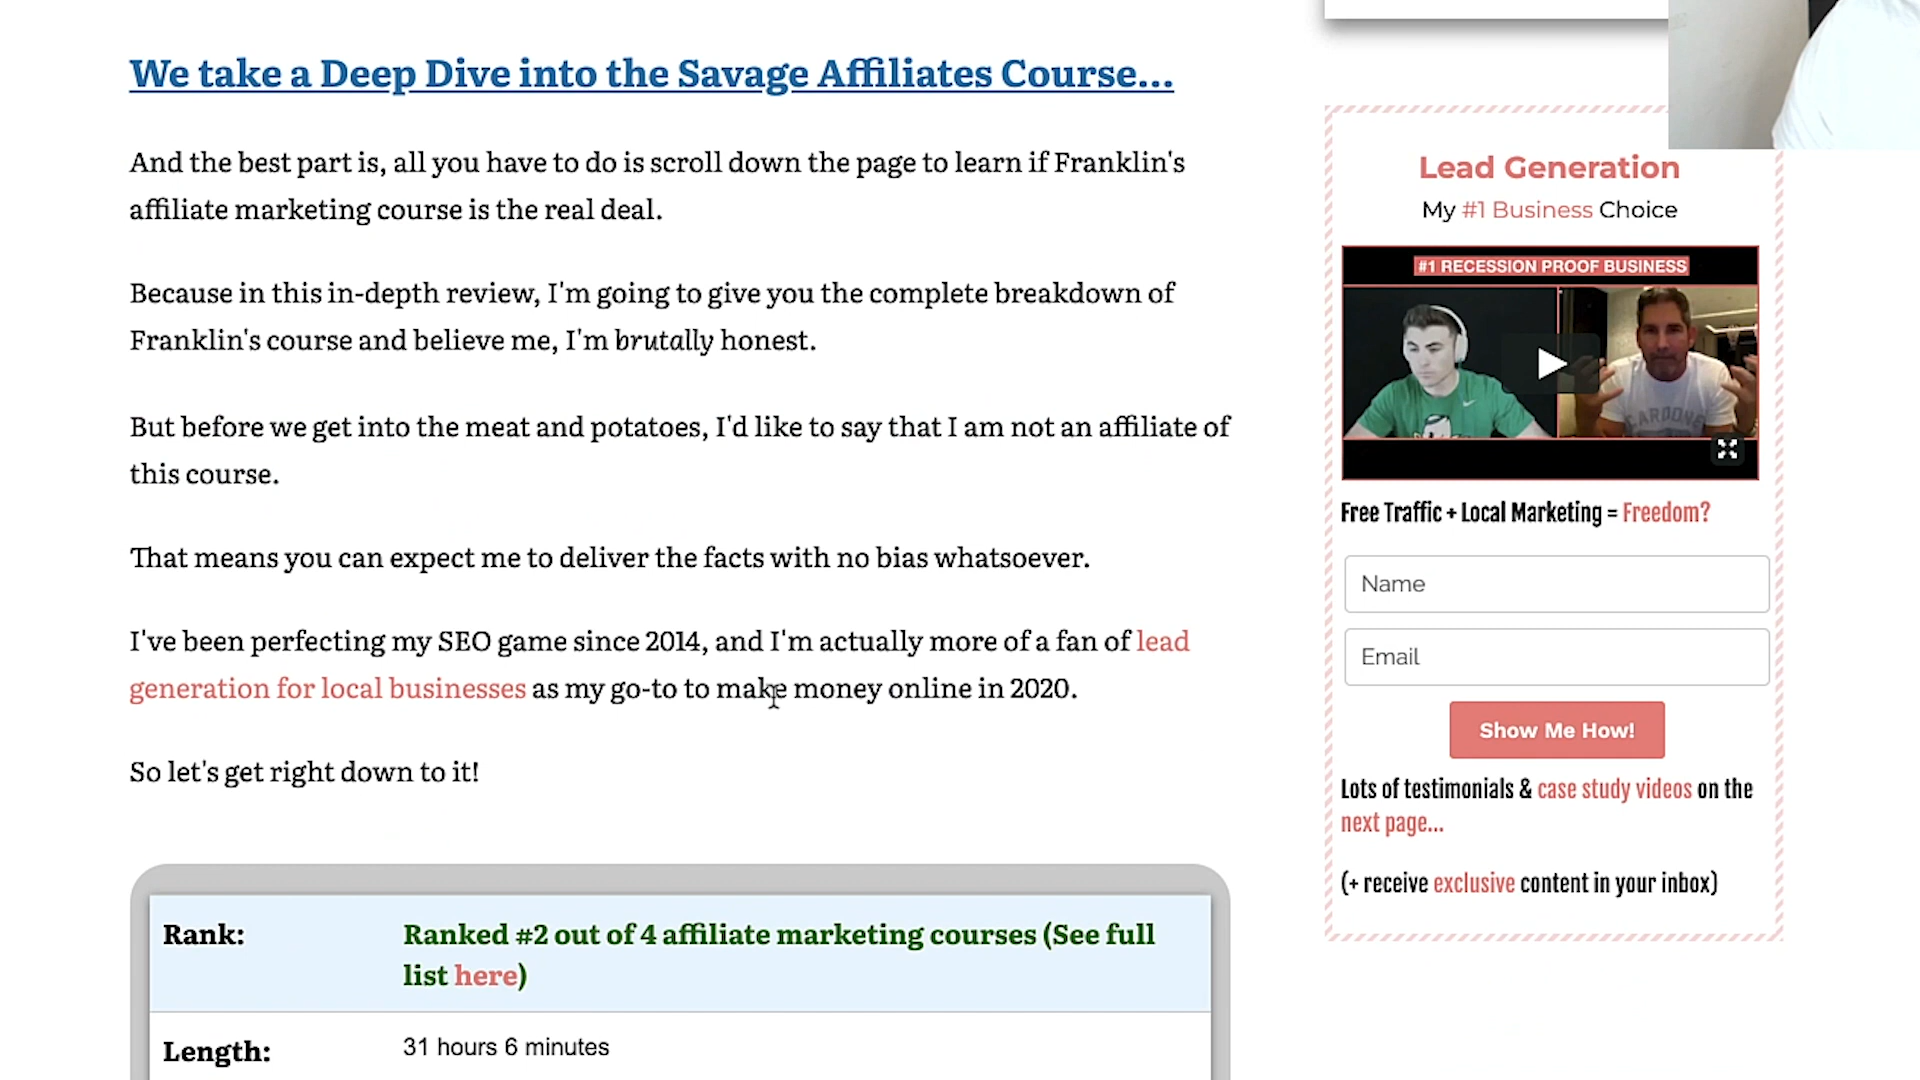 We take a Deep Dive into the Savage Affiliates Course...
And the best part is, all you have to do is scroll down the page to learn if Franklin's
affiliate marketing course is the real deal.
Because in this in-depth review, I'm going to give you the complete breakdown of
Franklin's course and believe me, I'm brutally honest.
But before we get into the meat and potatoes, I'd like to say that I am not an affiliate of
this course.
That means you can expect me to deliver the facts with no bias whatsoever.
I've been perfecting my SEO game since 2014, and I'm actually more of a fan of lead
generation for local businesses as my go-to to make money online in 2020.
So let's get right down to it!
Rank: Ranked #2 out of 4 affiliate marketing courses (See full
list here)
Length: 31 hours 6 minutes
Lead Generation
My #1 Business Choice
#1 RECESSION PROOF BUSINESS
CARDONE
Free Traffic + Local Marketing = Freedom?
Name
Email
Show Me How!
Lots of testimonials & case study videos on the
next page...
(+ receive exclusive content in your inbox)